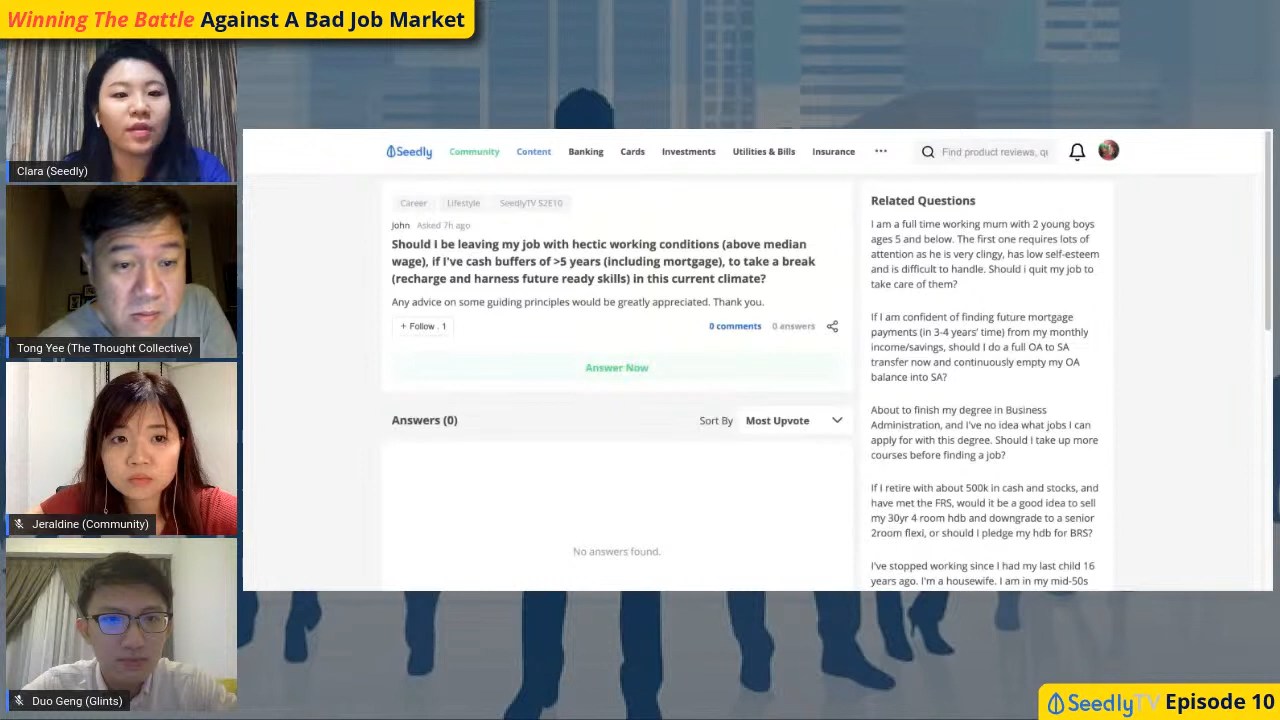 Winning The Battle Against A Bad Job Market
Clara (Seedly)
Tong Yee (The Thought Collective)
Jeraldine (Community)
Duo Geng (Glints)
Seedly Community Content Banking Cards Investments Utilities & Bills Insurance ··· Find product reviews, qu
Career Lifestyle SeedlyTV S2E10
John Asked 7h ago
Should I be leaving my job with hectic working conditions (above median
wage), if I've cash buffers of >5 years (including mortgage), to take a break
(recharge and harness future ready skills) in this current climate?
Any advice on some guiding principles would be greatly appreciated. Thank you.
+ Follow . 1 0 comments 0 answers
Answer Now
Answers (0) Sort By Most Upvote
No answers found.
Related Questions
I am a full time working mum with 2 young boys
ages 5 and below. The first one requires lots of
attention as he is very clingy, has low self-esteem
and is difficult to handle. Should i quit my job to
take care of them?
If I am confident of finding future mortgage
payments (in 3-4 years' time) from my monthly
income/savings, should I do a full OA to SA
transfer now and continuously empty my OA
balance into SA?
About to finish my degree in Business
Administration, and I've no idea what jobs I can
apply for with this degree. Should I take up more
courses before finding a job?
If I retire with about 500k in cash and stocks, and
have met the FRS, would it be a good idea to sell
my 30yr 4 room hdb and downgrade to a senior
2room flexi, or should I pledge my hdb for BRS?
I've stopped working since I had my last child 16
years ago. I'm a housewife. I am in my mid-50s
SeedlyTV Episode 10